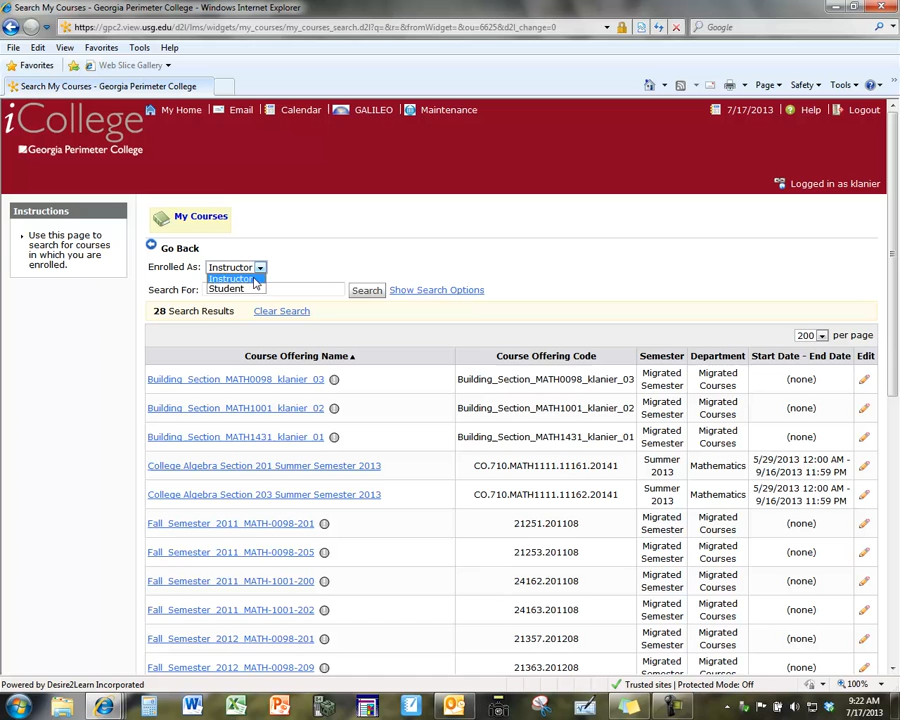 Search My Courses - Georgia Perimeter College - Windows Internet Explorer
https://gpc2.view.usg.edu/d2l/lms/widgets/my_courses/my_courses_search.d2l?q=&r=&fromWidget=&ou=6625&d2l_change=0
Google
File Edit View Favorites Tools Help
Favorites Web Slice Gallery
Search My Courses - Georgia Perimeter College
Page Safety Tools
iCollege
Georgia Perimeter College
My Home Email Calendar GALILEO Maintenance
7/17/2013 Help Logout
Logged in as klanier
Instructions
Use this page to
search for courses
in which you are
enrolled.
My Courses
Go Back
Enrolled As: Instructor
Instructor
Student
Search For: Search Show Search Options
28 Search Results Clear Search
200 per page
Course Offering Name Course Offering Code Semester Department Start Date - End Date Edit
Building_Section_MATH0098_klanier_03 Building_Section_MATH0098_klanier_03 Migrated Semester Migrated Courses (none)
Building_Section_MATH1001_klanier_02 Building_Section_MATH1001_klanier_02 Migrated Semester Migrated Courses (none)
Building_Section_MATH1431_klanier_01 Building_Section_MATH1431_klanier_01 Migrated Semester Migrated Courses (none)
College Algebra Section 201 Summer Semester 2013 CO.710.MATH1111.11161.20141 Summer 2013 Mathematics 5/29/2013 12:00 AM - 9/16/2013 11:59 PM
College Algebra Section 203 Summer Semester 2013 CO.710.MATH1111.11162.20141 Summer 2013 Mathematics 5/29/2013 12:00 AM - 9/16/2013 11:59 PM
Fall_Semester_2011_MATH-0098-201 21251.201108 Migrated Semester Migrated Courses (none)
Fall_Semester_2011_MATH-0098-205 21253.201108 Migrated Semester Migrated Courses (none)
Fall_Semester_2011_MATH-1001-200 24162.201108 Migrated Semester Migrated Courses (none)
Fall_Semester_2011_MATH-1001-202 24163.201108 Migrated Semester Migrated Courses (none)
Fall_Semester_2012_MATH-0098-201 21357.201208 Migrated Semester Migrated Courses (none)
Fall_Semester_2012_MATH-0098-209 21363.201208 Migrated Semester Migrated Courses (none)
Powered by Desire2Learn Incorporated
Trusted sites | Protected Mode: Off
100%
9:22 AM
7/17/2013